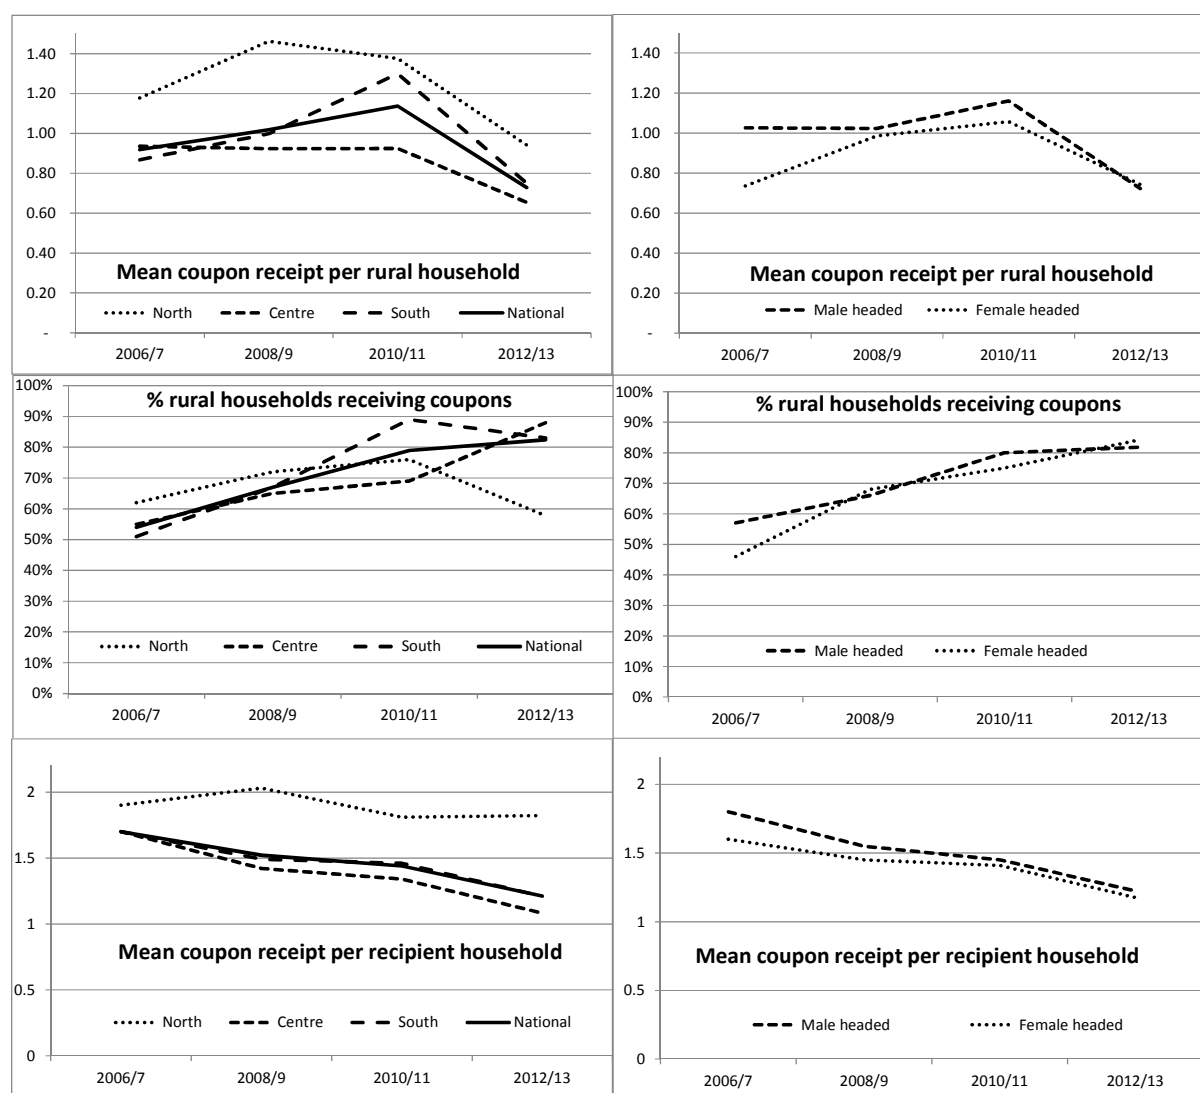 1.40
1.20
1.00
0.80
0.60
0.40
0.20
-
Mean coupon receipt per rural household
North Centre South National
2006/7 2008/9 2010/11 2012/13
1.40
1.20
1.00
0.80
0.60
0.40
0.20
-
Mean coupon receipt per rural household
Male headed Female headed
2006/7 2008/9 2010/11 2012/13
100%
90%
80%
70%
60%
50%
40%
30%
20%
10%
0%
% rural households receiving coupons
North Centre South National
2006/7 2008/9 2010/11 2012/13
100%
90%
80%
70%
60%
50%
40%
30%
20%
10%
0%
% rural households receiving coupons
Male headed Female headed
2006/7 2008/9 2010/11 2012/13
2
1.5
1
0.5
0
Mean coupon receipt per recipient household
North Centre South National
2006/7 2008/9 2010/11 2012/13
2
1.5
1
0.5
0
Mean coupon receipt per recipient household
Male headed Female headed
2006/7 2008/9 2010/11 2012/13